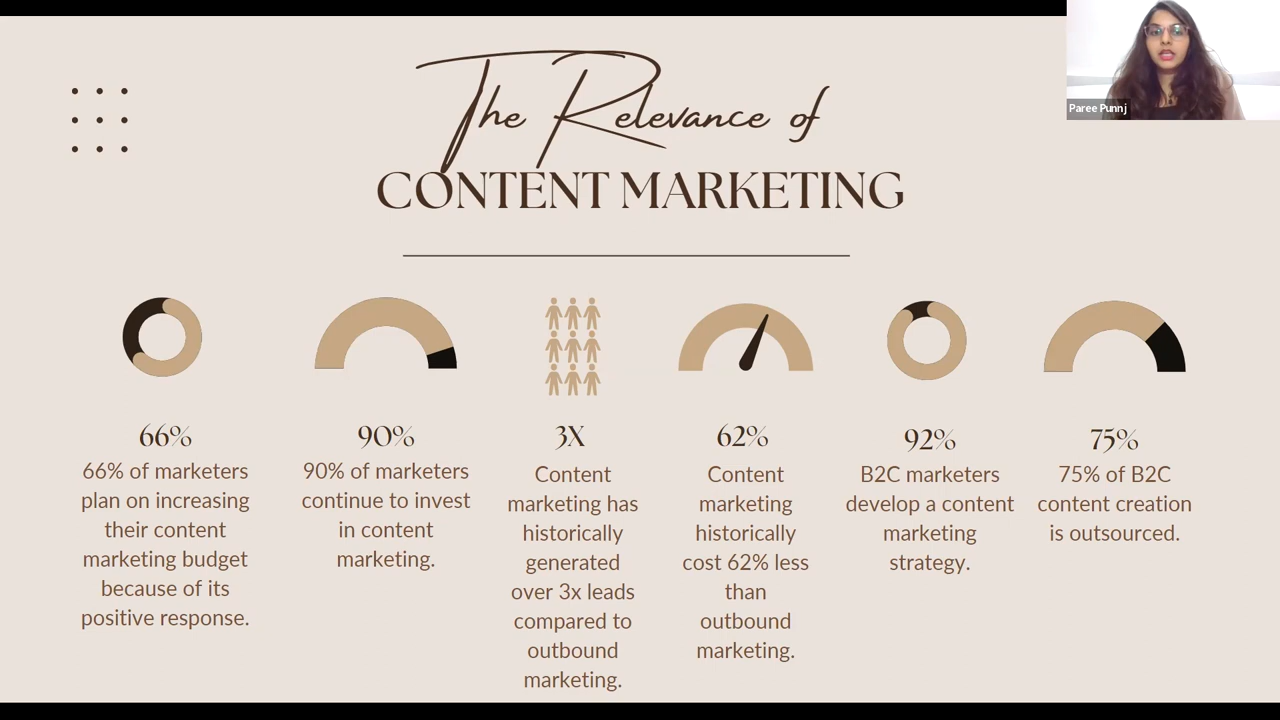 The Relevance of
CONTENT MARKETING
Paree Punnj
66%
66% of marketers
plan on increasing
their content
marketing budget
because of its
positive response.
90%
90% of marketers
continue to invest
in content
marketing.
3X
Content
marketing has
historically
generated
over 3x leads
compared to
outbound
marketing.
62%
Content
marketing
historically
cost 62% less
than
outbound
marketing.
92%
B2C marketers
develop a content
marketing
strategy.
75%
75% of B2C
content creation
is outsourced.